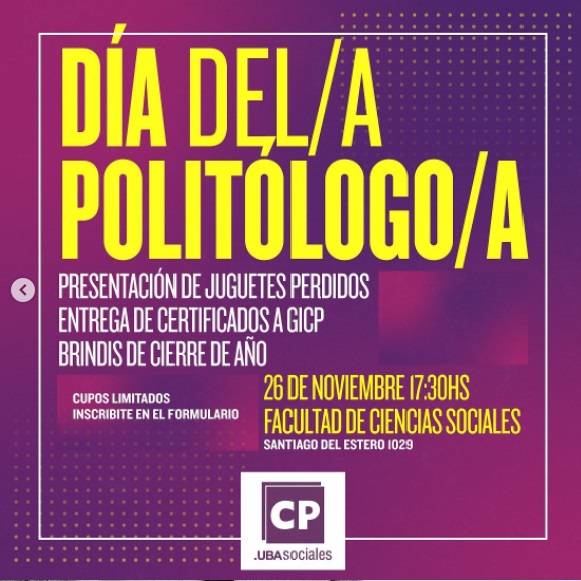 DÍA DEL/A
POLITÓLOGO/A
PRESENTACIÓN DE JUGUETES PERDIDOS
ENTREGA DE CERTIFICADOS A GICP
BRINDIS DE CIERRE DE AÑO
CUPOS LIMITADOS
INSCRIBITE EN EL FORMULARIO
26 DE NOVIEMBRE 17:30HS
FACULTAD DE CIENCIAS SOCIALES
SANTIAGO DEL ESTERO 1029
CP
.UBAsociales